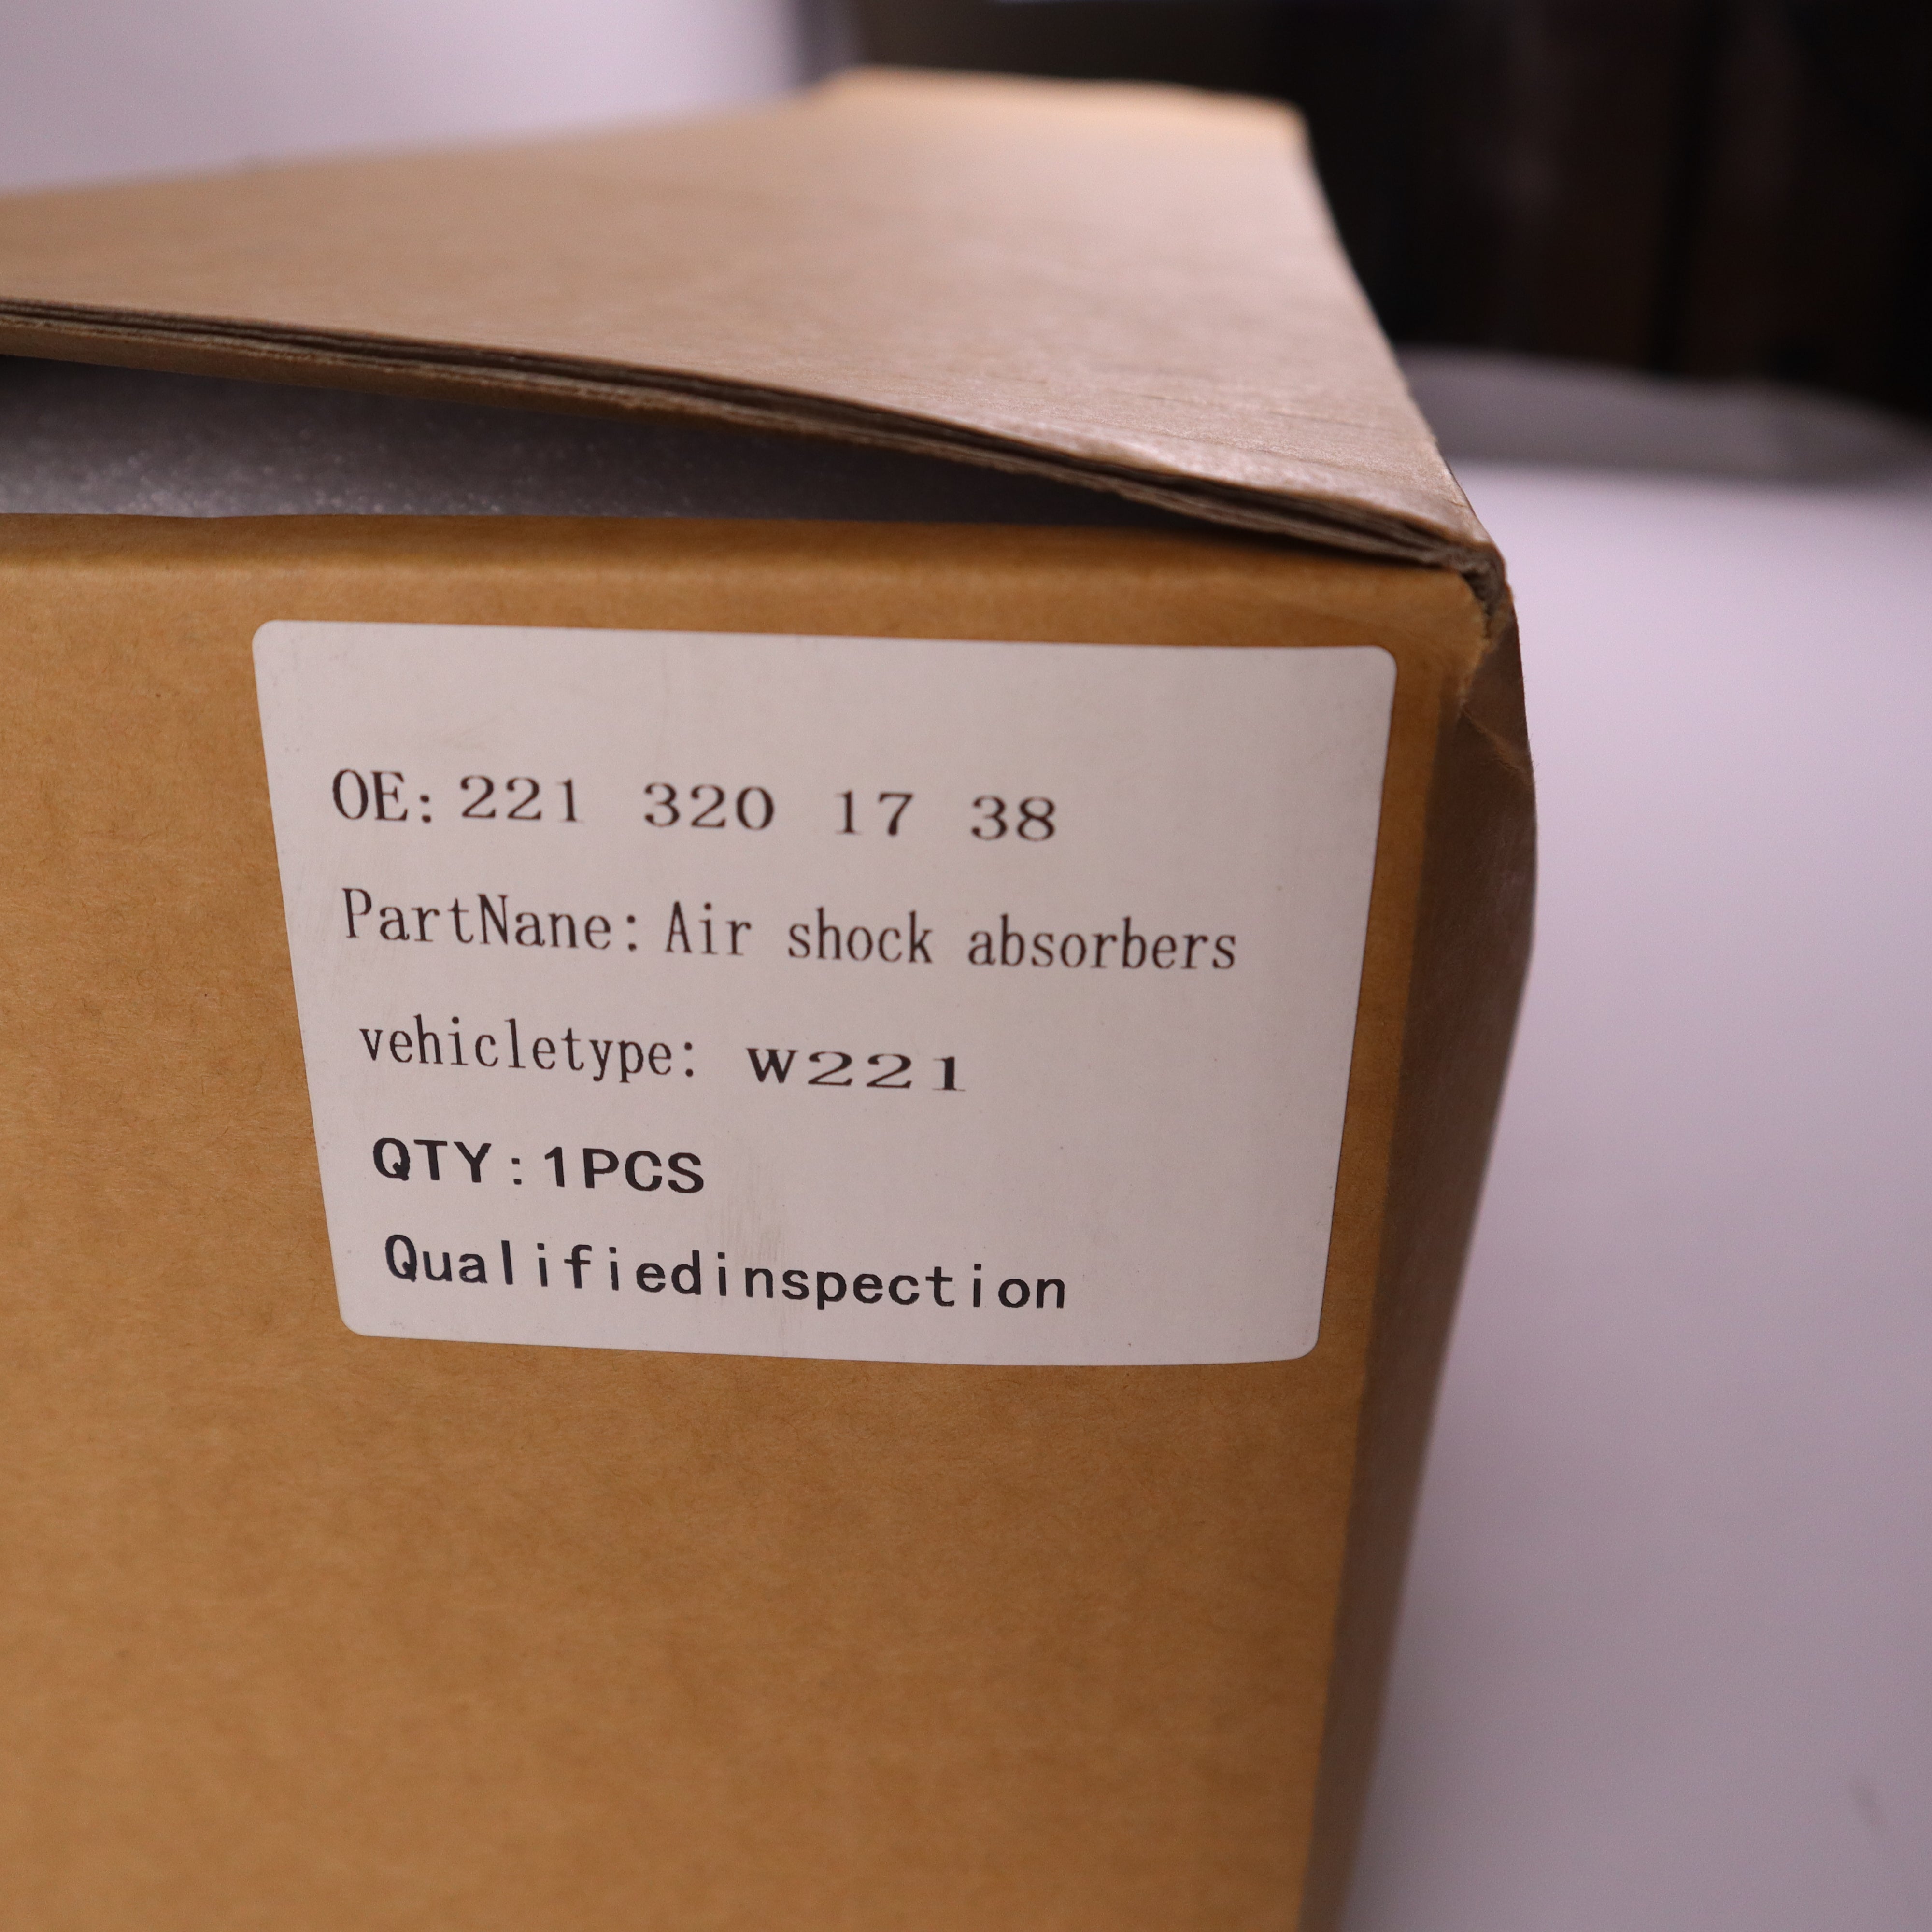 OE: 221 320 17 38
PartNane: Air shock absorbers
vehicletype: W221
QTY: 1PCS
Qualifiedinspection